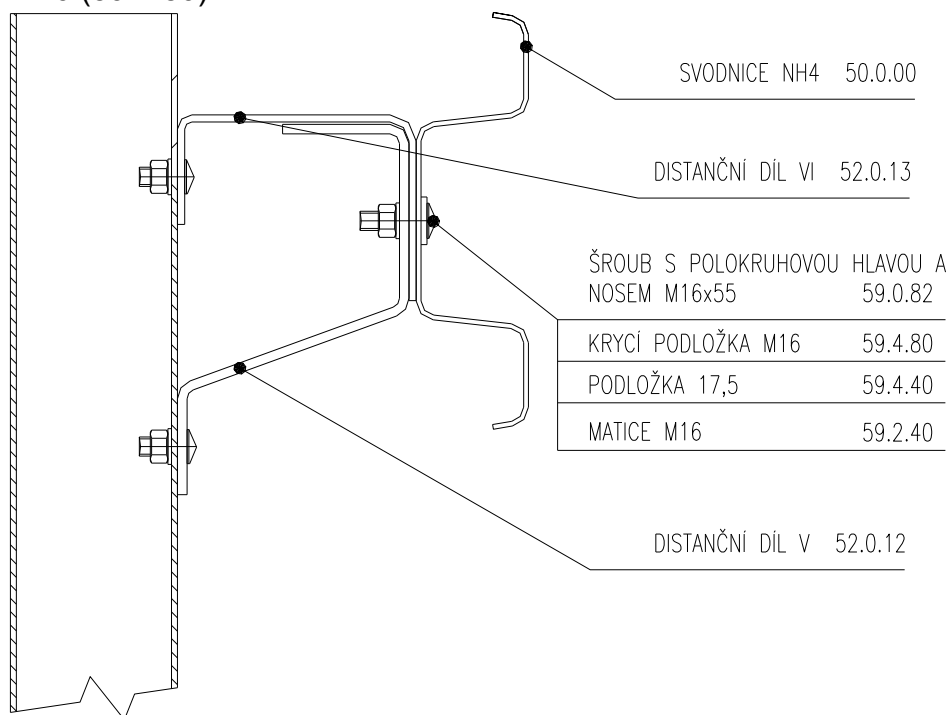 SVODNICE NH4 50.0.00
DISTANČNÍ DÍL VI 52.0.13
ŠROUB S POLOKRUHOVOU HLAVOU A
NOSEM M16x55 59.0.82
KRYCÍ PODLOŽKA M16 59.4.80
PODLOŽKA 17,5 59.4.40
MATICE M16 59.2.40
DISTANČNÍ DÍL V 52.0.12